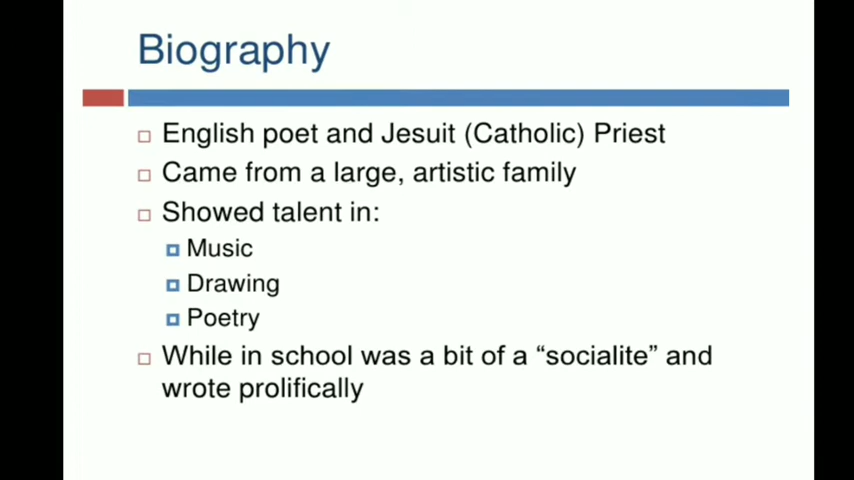 Biography
English poet and Jesuit (Catholic) Priest
Came from a large, artistic family
Showed talent in:
Music
Drawing
Poetry
While in school was a bit of a “socialite” and
wrote prolifically